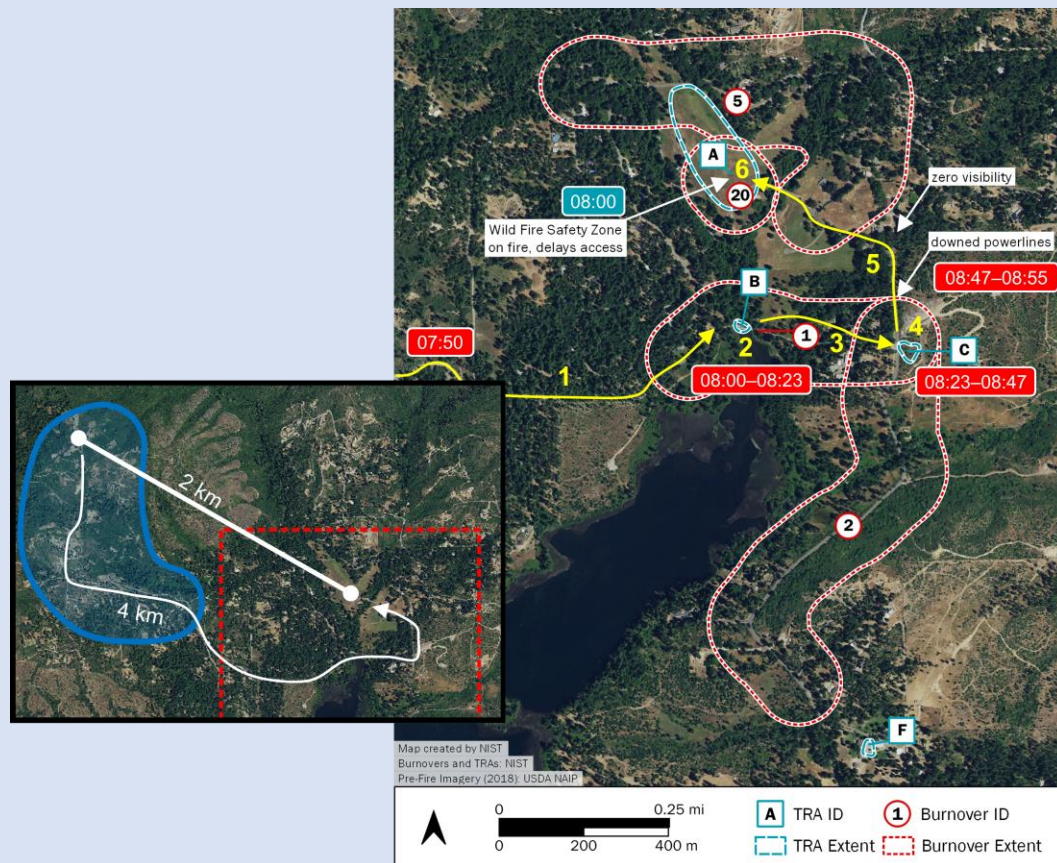 5
A
6
20
zero visibility
08:00
Wild Fire Safety Zone
on fire, delays access
downed powerlines
5
08:47–08:55
B
07:50
1
4
2
3
C
1
08:00–08:23
08:23–08:47
2 km
4 km
2
F
Map created by NIST
Burnovers and TRAs: NIST
Pre-Fire Imagery (2018): USDA NAIP
0 0.25 mi
0 200 400 m
A TRA ID
1 Burnover ID
TRA Extent
Burnover Extent